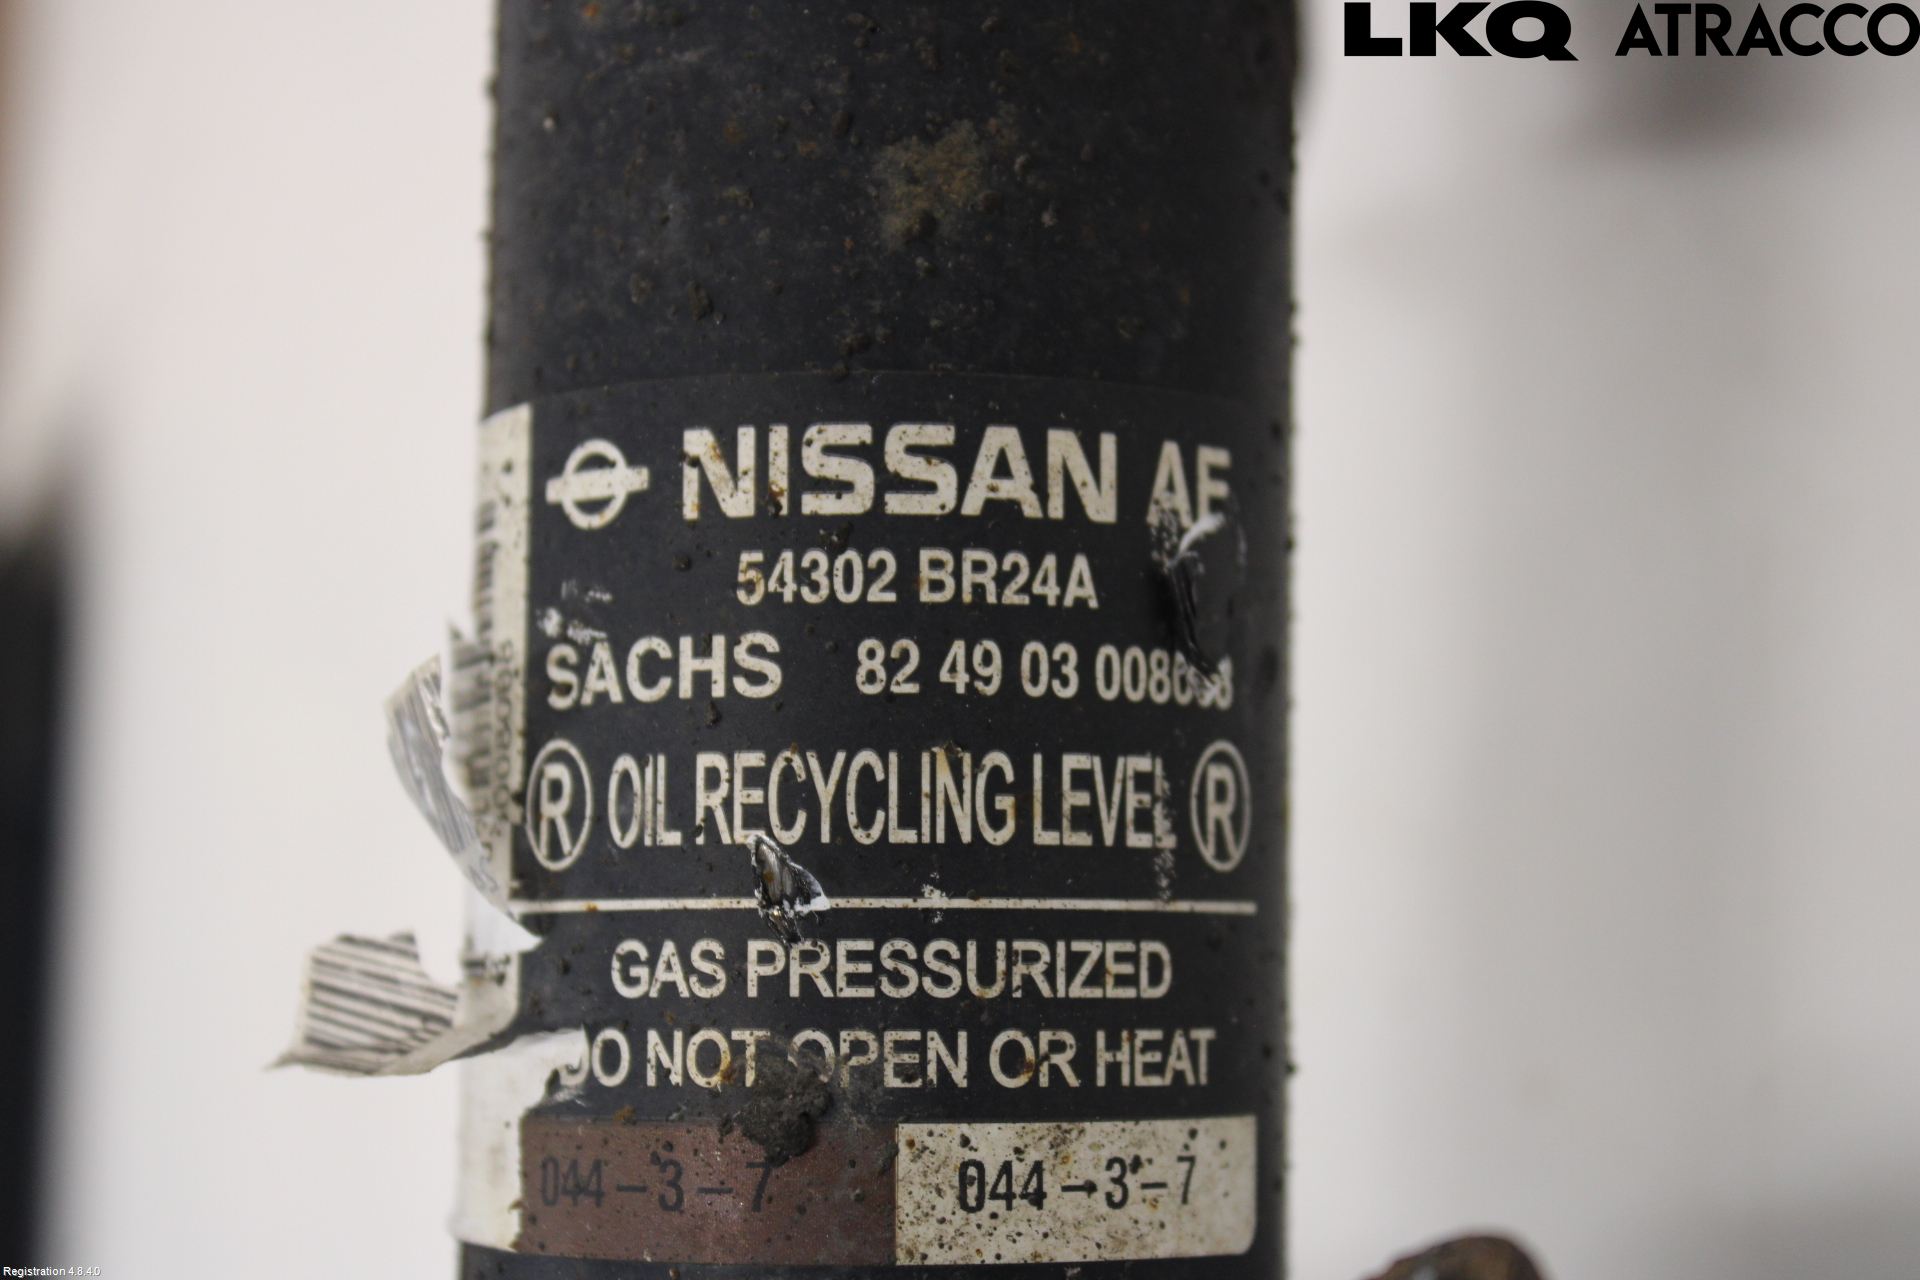 LKQ ATRACCO
NISSAN AE
54302 BR24A
SACHS 82 49 03
R OIL RECYCLING LEVEL R
GAS PRESSURIZED
DO NOT OPEN OR HEAT
044-3-7 044-3-7
Registration 4.8.4.0